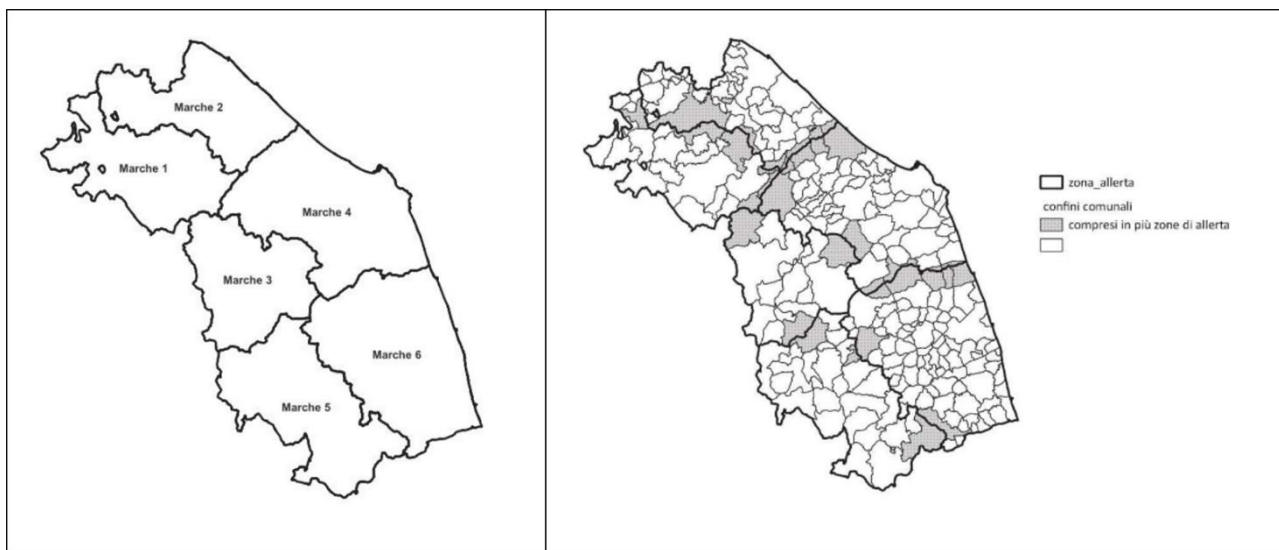 Marche 2
Marche 1
Marche 4
Marche 3
Marche 6
Marche 5
zona_allerta
confini comunali
compresi in più zone di allerta